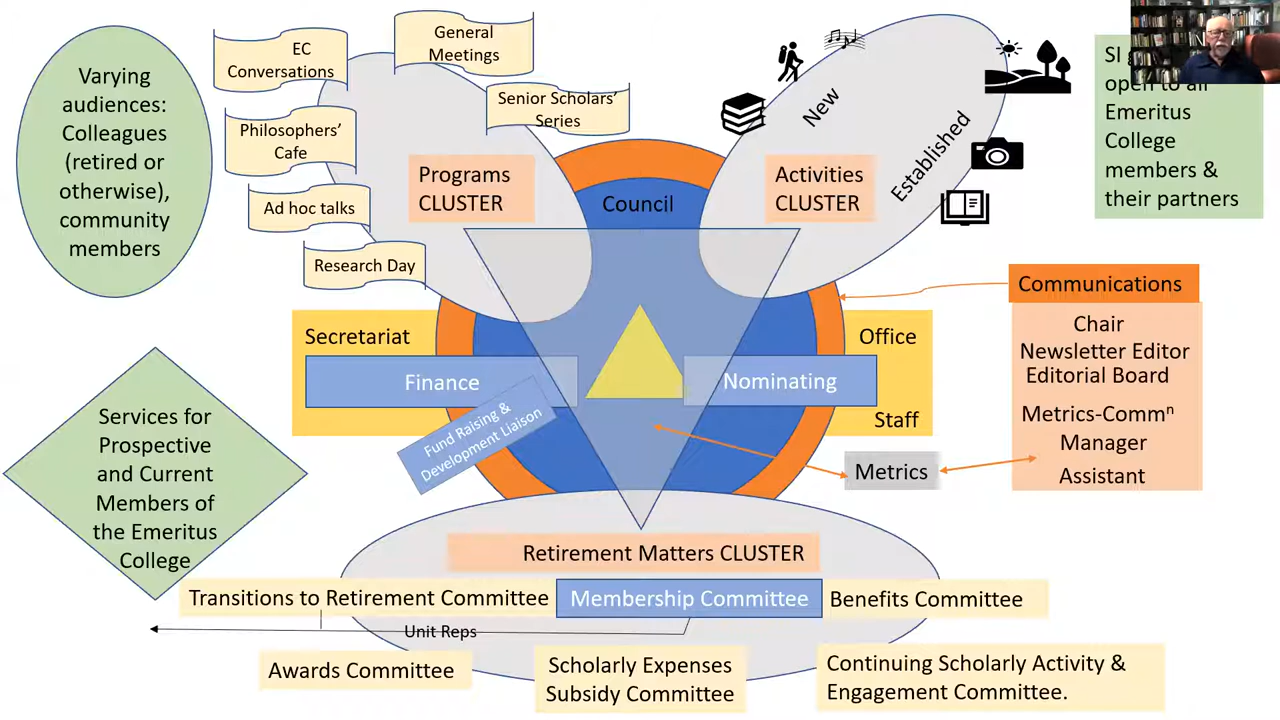 Varying
audiences:
Colleagues
(retired or
otherwise),
community
members
EC
Conversations
General
Meetings
Senior Scholars'
Series
Philosophers'
Cafe
Ad hoc talks
Research Day
Programs
CLUSTER
Council
Activities
CLUSTER
New
Established
SI
open to all
Emeritus
College
members &
their partners
Communications
Chair
Newsletter Editor
Editorial Board
Metrics-Commⁿ
Manager
Assistant
Secretariat
Finance
Fund Raising &
Development Liaison
Office
Nominating
Staff
Metrics
Services for
Prospective
and Current
Members of
the Emeritus
College
Retirement Matters CLUSTER
Transitions to Retirement Committee
Membership Committee
Benefits Committee
Unit Reps
Awards Committee
Scholarly Expenses
Subsidy Committee
Continuing Scholarly Activity &
Engagement Committee.